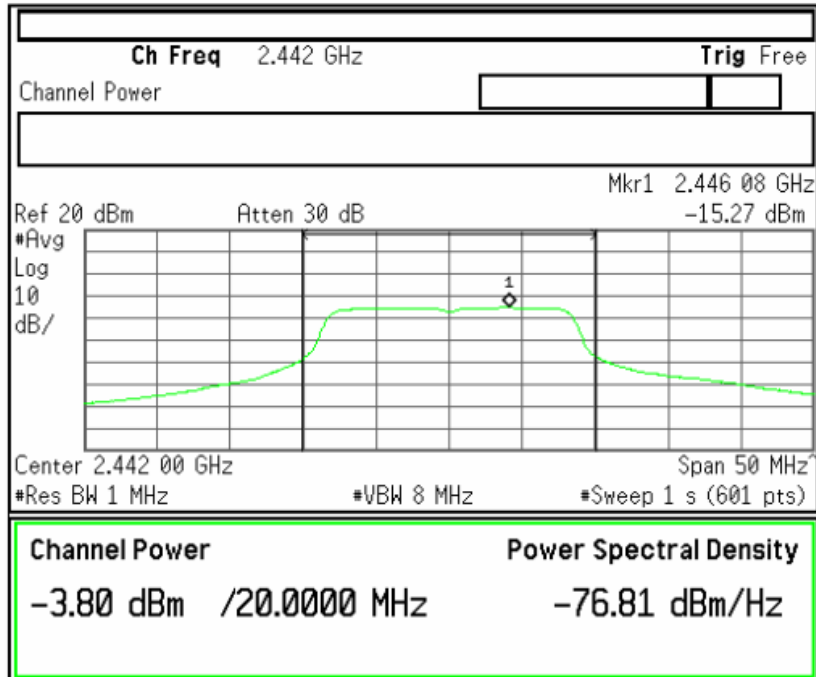 Ch Freq 2.442 GHz Trig Free
Channel Power
Mkr1 2.446 08 GHz
Ref 20 dBm Atten 30 dB -15.27 dBm
#Avg
Log
10
dB/
1
Center 2.442 00 GHz Span 50 MHz^
#Res BW 1 MHz #VBW 8 MHz #Sweep 1 s (601 pts)
Channel Power Power Spectral Density
-3.80 dBm /20.0000 MHz -76.81 dBm/Hz